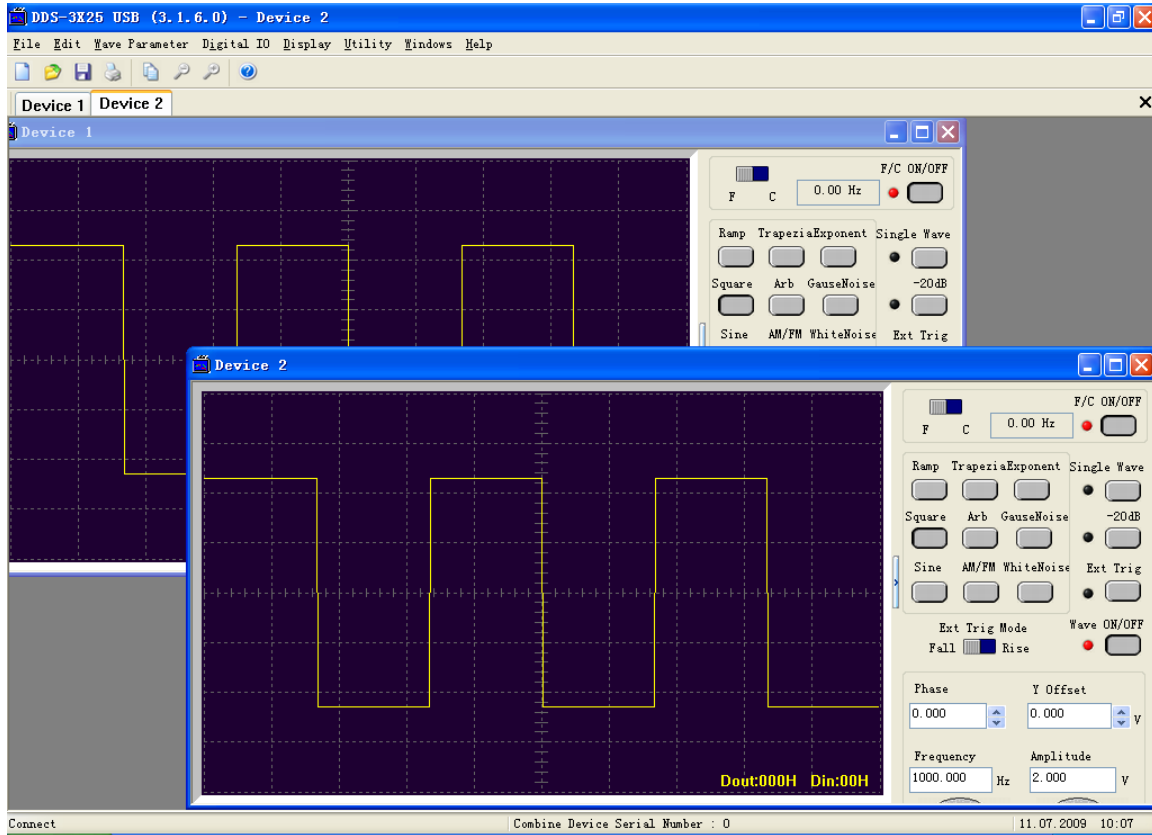 DDS-3X25 USB (3.1.6.0) - Device 2
File Edit Wave Parameter Digital IO Display Utility Windows Help
Device 1 Device 2
Device 1
F/C ON/OFF
F C 0.00 Hz
Ramp Trapezia Exponent Single Wave
Square Arb GauseNoise -20dB
Sine AM/FM WhiteNoise Ext Trig
Device 2
F/C ON/OFF
F C 0.00 Hz
Ramp Trapezia Exponent Single Wave
Square Arb GauseNoise -20dB
Sine AM/FM WhiteNoise Ext Trig
Ext Trig Mode Wave ON/OFF
Fall Rise
Phase Y Offset
0.000 0.000 V
Frequency Amplitude
1000.000 Hz 2.000 V
Dout:000H Din:00H
Connect Combine Device Serial Number : 0 11.07.2009 10:07